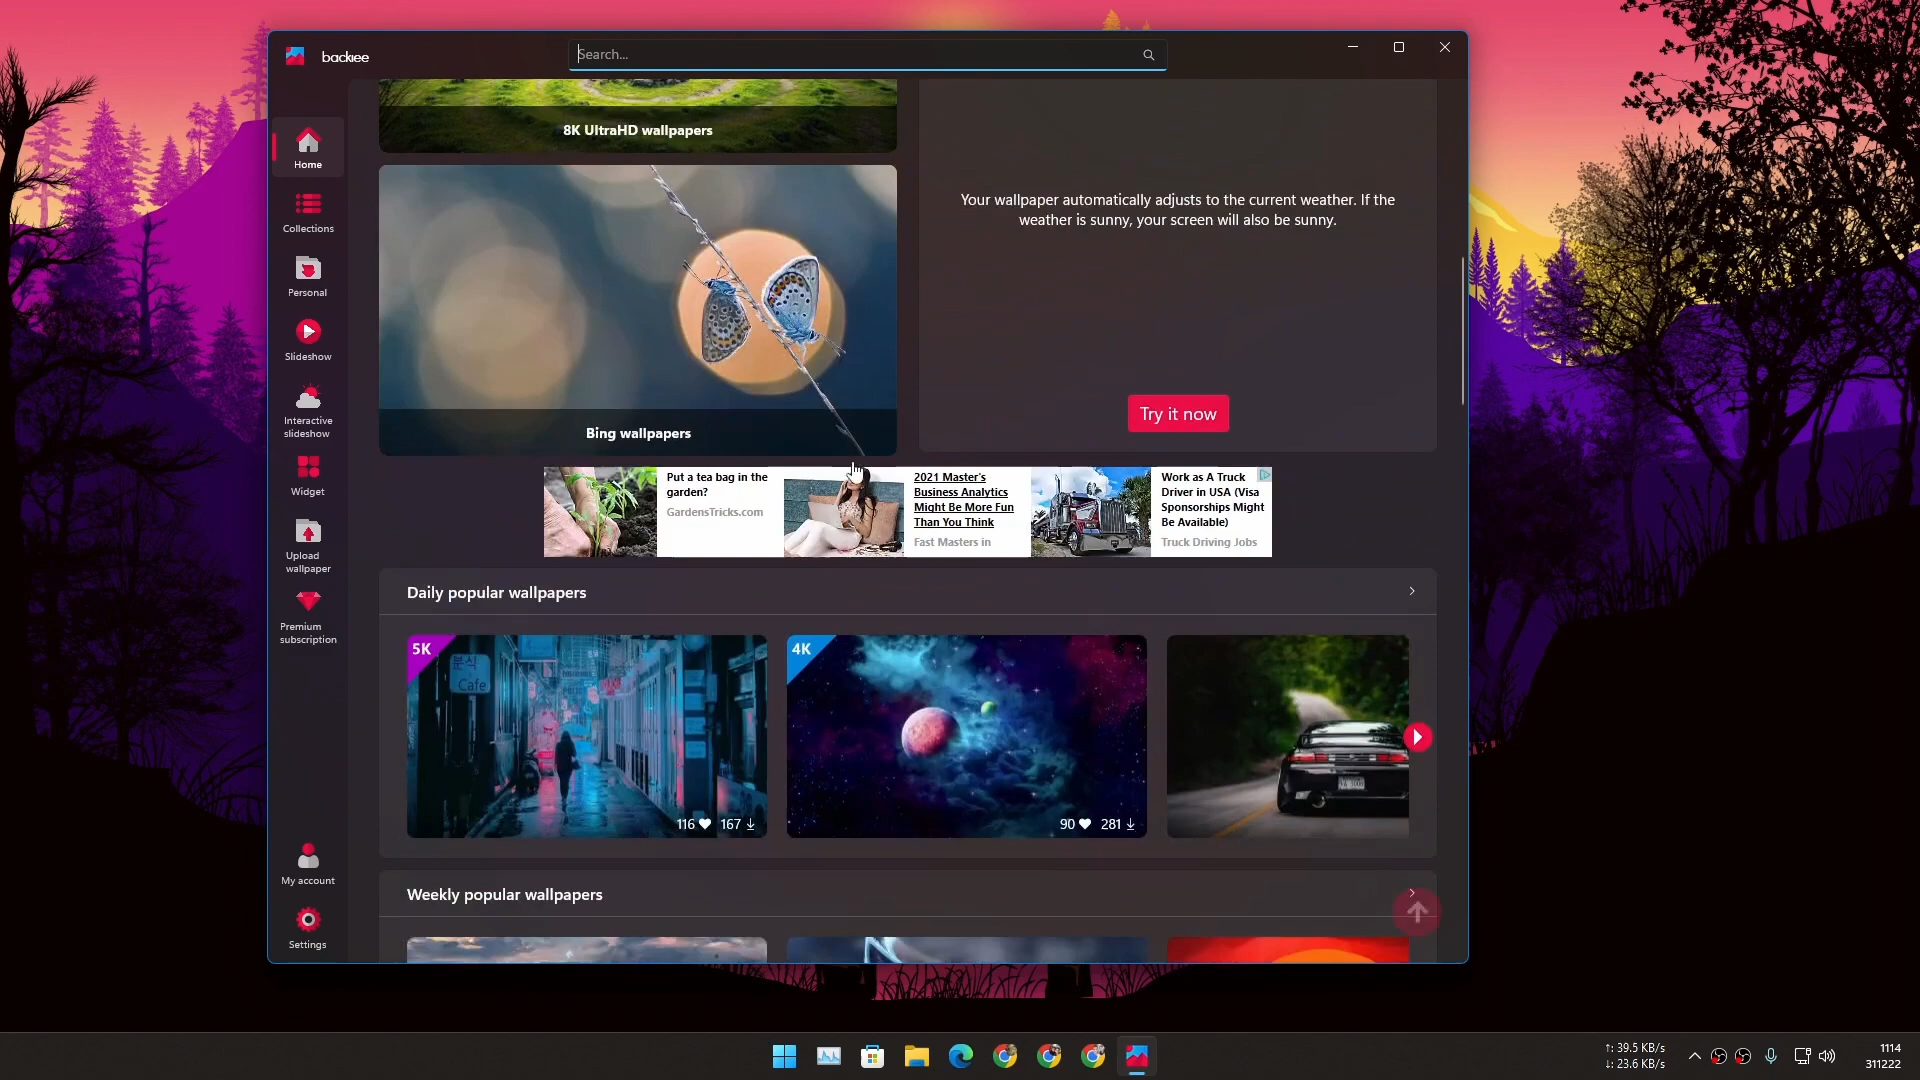 backiee
Search...
Home
Collections
Personal
Slideshow
Interactive
slideshow
Widget
Upload
wallpaper
Premium
subscription
My account
Settings
8K UltraHD wallpapers
Bing wallpapers
Your wallpaper automatically adjusts to the current weather. If the
weather is sunny, your screen will also be sunny.
Try it now
Put a tea bag in the
garden?
GardensTricks.com
2021 Master's
Business Analytics
Might Be More Fun
Than You Think
Fast Masters in
Work as A Truck
Driver in USA (Visa
Sponsorships Might
Be Available)
Truck Driving Jobs
Daily popular wallpapers
5K
분식
Cafe
116
167
4K
90
281
Weekly popular wallpapers
↑: 39.5 KB/s
↓: 23.6 KB/s
1114
311222